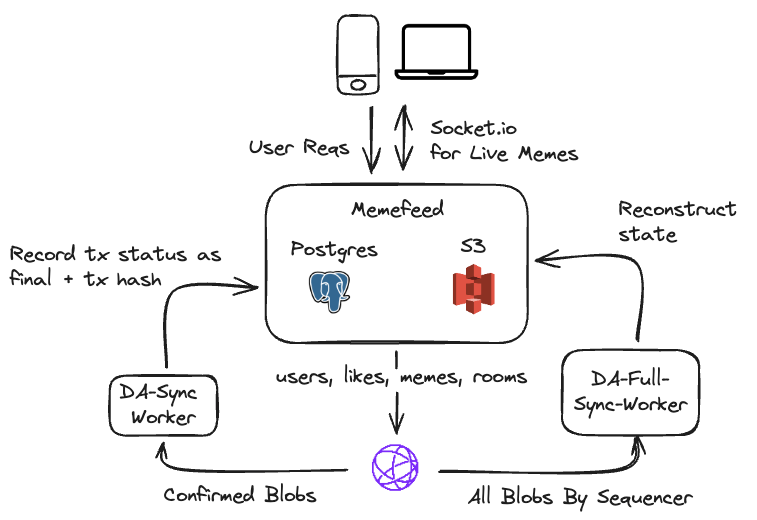 User Reqs
Socket.io
for Live Memes
Memefeed
Postgres
S3
Record tx status as
final + tx hash
Reconstruct
state
DA-Sync
Worker
users, likes, memes, rooms
DA-Full-
Sync-Worker
Confirmed Blobs
All Blobs By Sequencer